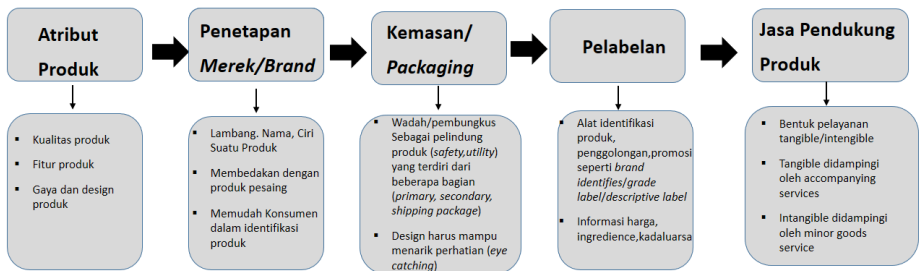 Atribut
Produk
Penetapan
Merek/Brand
Kemasan/
Packaging
Pelabelan
Jasa Pendukung
Produk
▪ Kualitas produk
▪ Fitur produk
▪ Gaya dan design
produk
▪ Lambang. Nama, Ciri
Suatu Produk
▪ Membedakan dengan
produk pesaing
▪ Memudah Konsumen
dalam identifikasi
produk
▪ Wadah/pembungkus
Sebagai pelindung
produk (safety,utility)
yang terdiri dari
beberapa bagian
(primary, secondary,
shipping package)
▪ Design harus mampu
menarik perhatian (eye
catching)
▪ Alat identifikasi
produk,
penggolongan,promosi
seperti brand
identifies/grade
label/descriptive label
▪ Informasi harga,
ingredience,kadaluarsa
▪ Bentuk pelayanan
tangible/intengible
▪ Tangible didampingi
oleh accompanying
services
▪ Intangible didampingi
oleh minor goods
service